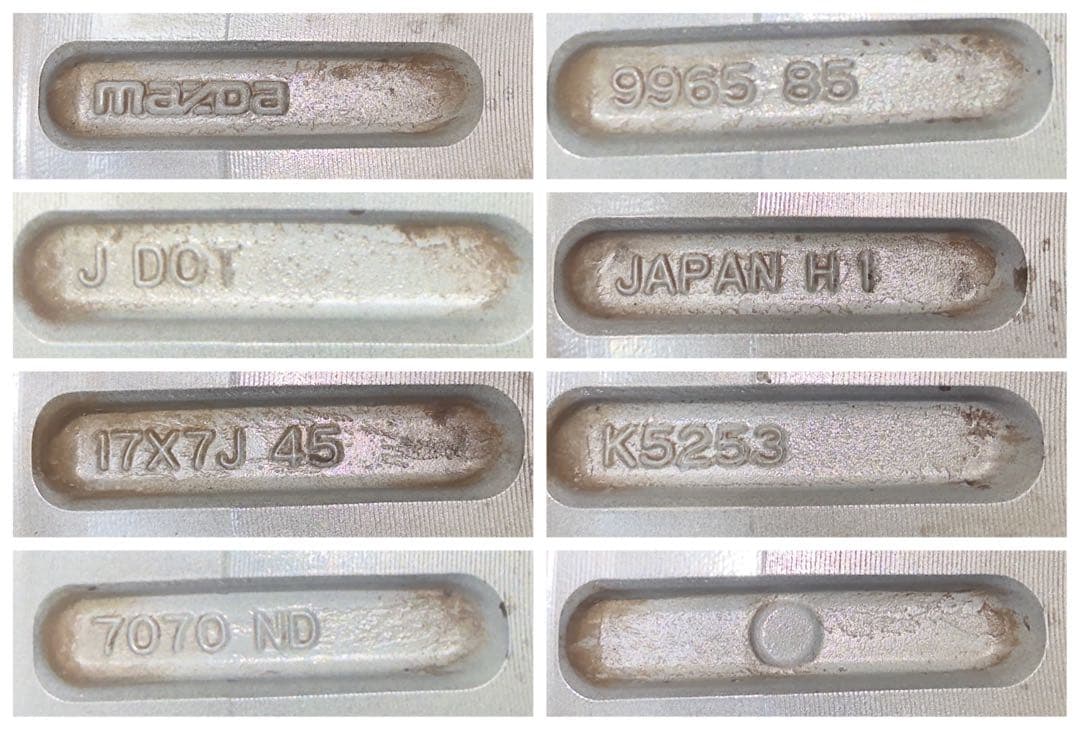 mazda
9965 85
J DOT
JAPAN H 1
17X7J 45
K5253
7070 ND